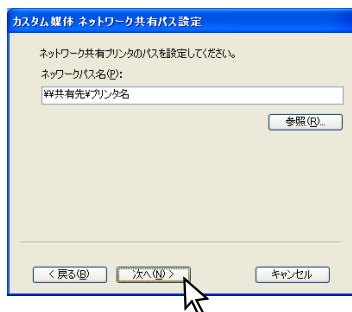 カスタム媒体 ネットワーク共有パス設定
ネットワーク共有プリンタのパスを設定してください。
ネットワークパス名(P):
¥¥共有先¥プリンタ名
参照(R)...
< 戻る(B)
次へ(N) >
キャンセル